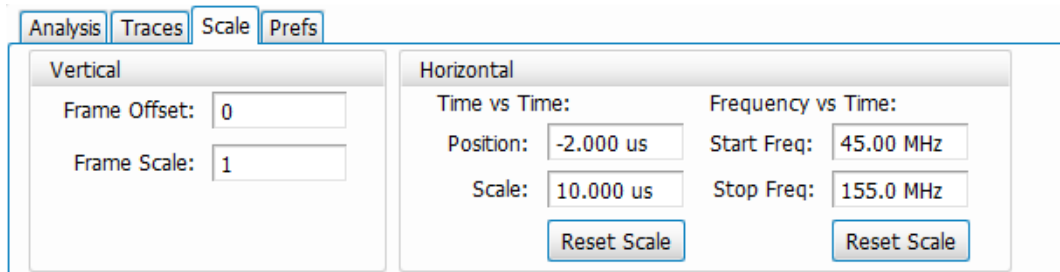 Analysis Traces Scale Prefs
Vertical
Frame Offset: 0
Frame Scale: 1
Horizontal
Time vs Time:
Position: -2.000 us
Scale: 10.000 us
Reset Scale
Frequency vs Time:
Start Freq: 45.00 MHz
Stop Freq: 155.0 MHz
Reset Scale